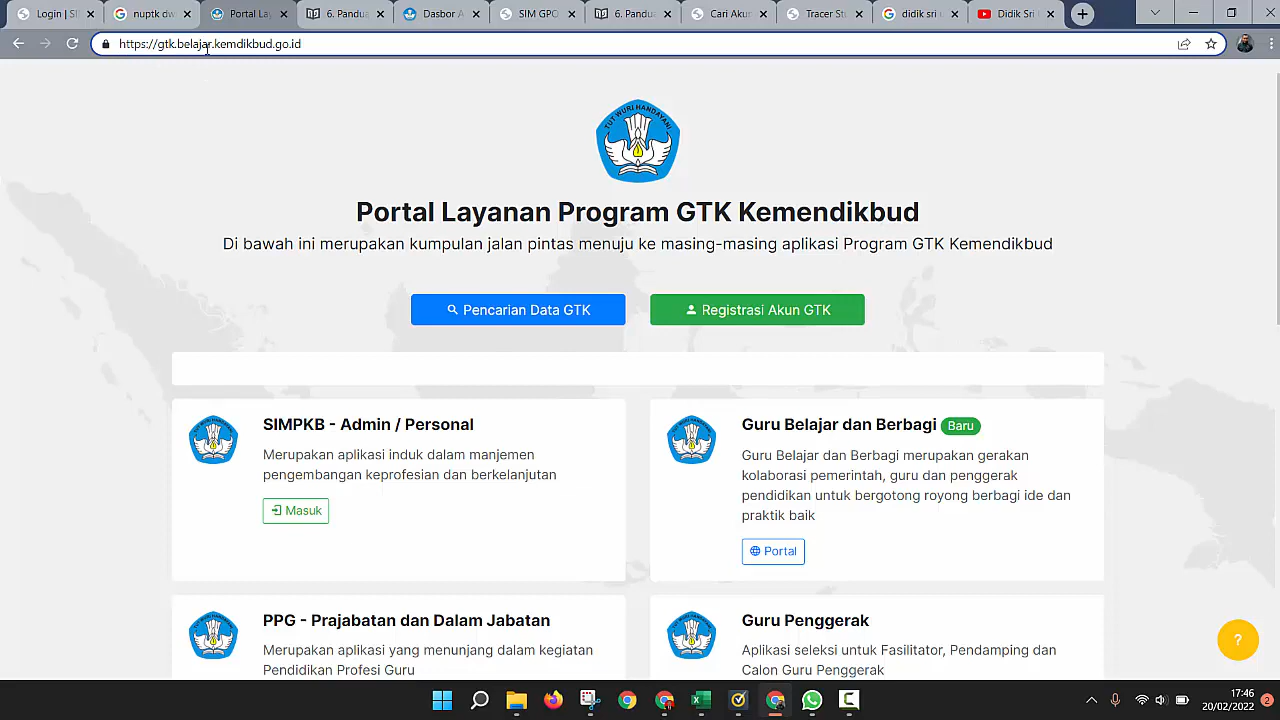 Login | SI
nuptk dw
Portal Lay
6. Pandua
Dasbor A
SIM GPO
6. Pandua
Cari Akun
Tracer Stu
didik sri
Didik Sri
https://gtk.belajar.kemdikbud.go.id
TUT WURI HANDAYANI
Portal Layanan Program GTK Kemendikbud
Di bawah ini merupakan kumpulan jalan pintas menuju ke masing-masing aplikasi Program GTK Kemendikbud
Pencarian Data GTK
Registrasi Akun GTK
SIMPKB - Admin / Personal
Merupakan aplikasi induk dalam manjemen
pengembangan keprofesian dan berkelanjutan
Masuk
Guru Belajar dan Berbagi Baru
Guru Belajar dan Berbagi merupakan gerakan
kolaborasi pemerintah, guru dan penggerak
pendidikan untuk bergotong royong berbagi ide dan
praktik baik
Portal
PPG - Prajabatan dan Dalam Jabatan
Merupakan aplikasi yang menunjang dalam kegiatan
Pendidikan Profesi Guru
Guru Penggerak
Aplikasi seleksi untuk Fasilitator, Pendamping dan
Calon Guru Penggerak
?
17:46
20/02/2022
2